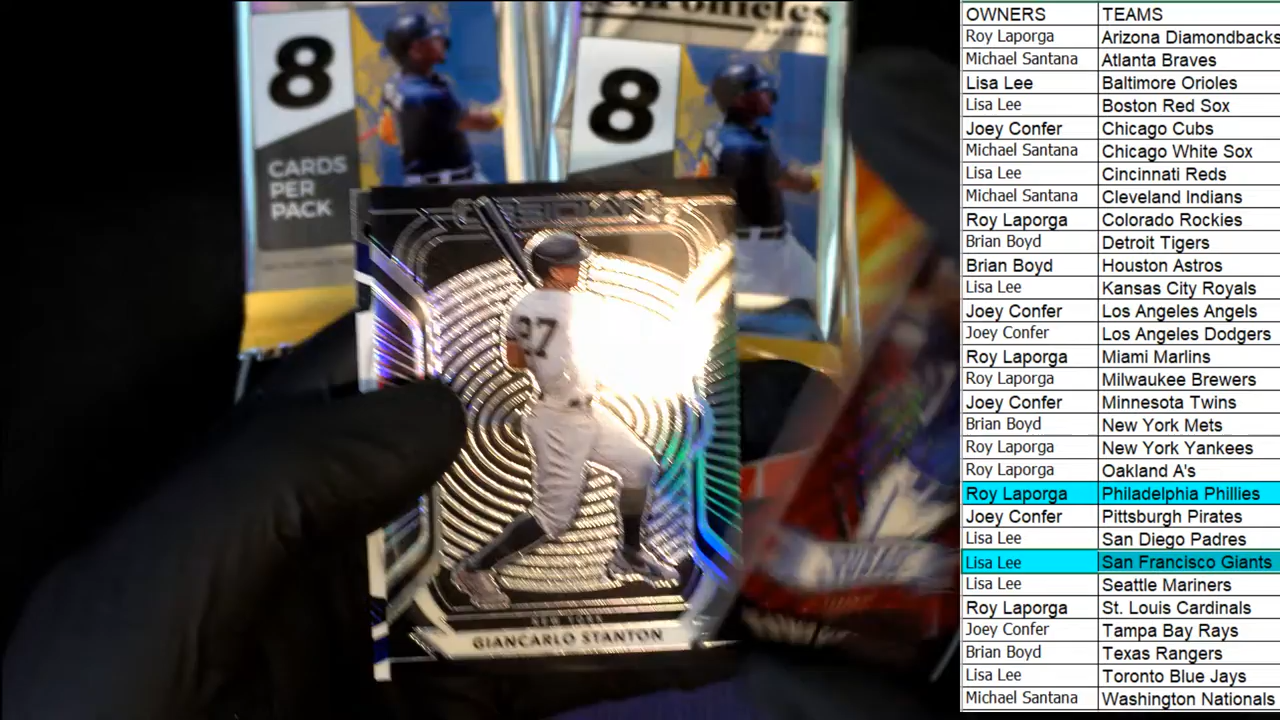 8
CARDS
PER
PACK
8
OBSIDIAN
27
NEW YORK
GIANCARLO STANTON
OWNERS TEAMS
Roy Laporga Arizona Diamondbacks
Michael Santana Atlanta Braves
Lisa Lee Baltimore Orioles
Lisa Lee Boston Red Sox
Joey Confer Chicago Cubs
Michael Santana Chicago White Sox
Lisa Lee Cincinnati Reds
Michael Santana Cleveland Indians
Roy Laporga Colorado Rockies
Brian Boyd Detroit Tigers
Brian Boyd Houston Astros
Lisa Lee Kansas City Royals
Joey Confer Los Angeles Angels
Joey Confer Los Angeles Dodgers
Roy Laporga Miami Marlins
Roy Laporga Milwaukee Brewers
Joey Confer Minnesota Twins
Brian Boyd New York Mets
Roy Laporga New York Yankees
Roy Laporga Oakland A's
Roy Laporga Philadelphia Phillies
Joey Confer Pittsburgh Pirates
Lisa Lee San Diego Padres
Lisa Lee San Francisco Giants
Lisa Lee Seattle Mariners
Roy Laporga St. Louis Cardinals
Joey Confer Tampa Bay Rays
Brian Boyd Texas Rangers
Lisa Lee Toronto Blue Jays
Michael Santana Washington Nationals